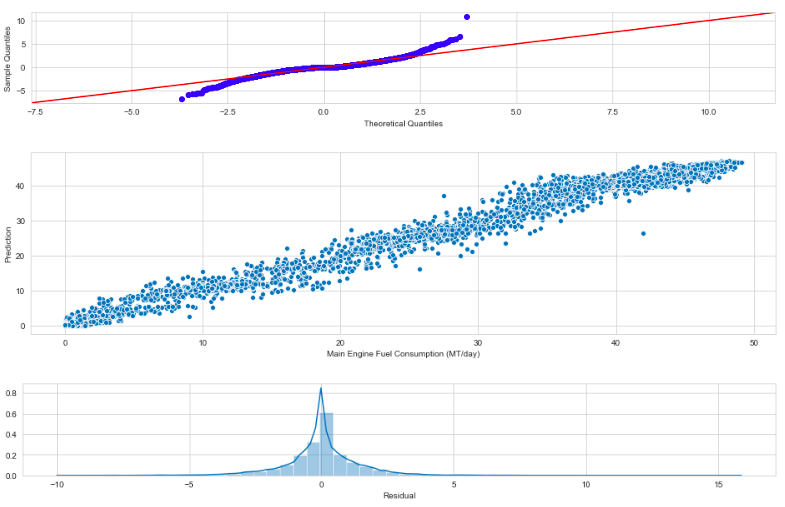 Sample Quantiles
10
5
0
−5
−7.5 −5.0 −2.5 0.0 2.5 5.0 7.5 10.0
Theoretical Quantiles
Prediction
40
30
20
10
0
0 10 20 30 40 50
Main Engine Fuel Consumption (MT/day)
0.8
0.6
0.4
0.2
0.0
−10 −5 0 5 10 15
Residual